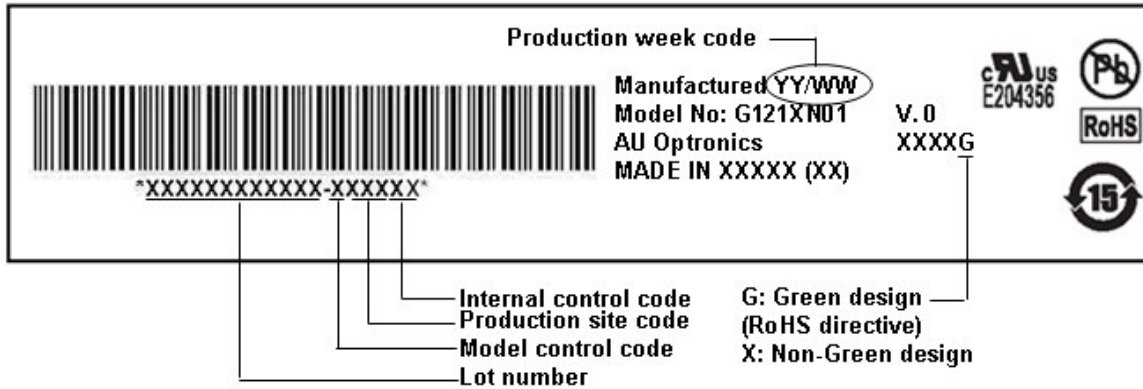 Production week code
Manufactured YY/WW
Model No: G121XN01 V.0
AU Optronics XXXXG
MADE IN XXXXX (XX)
*XXXXXXXXXXXX-XXXXXX*
c RU US
E204356
Pb
RoHS
15
Internal control code
Production site code
Model control code
Lot number
G: Green design
(RoHS directive)
X: Non-Green design